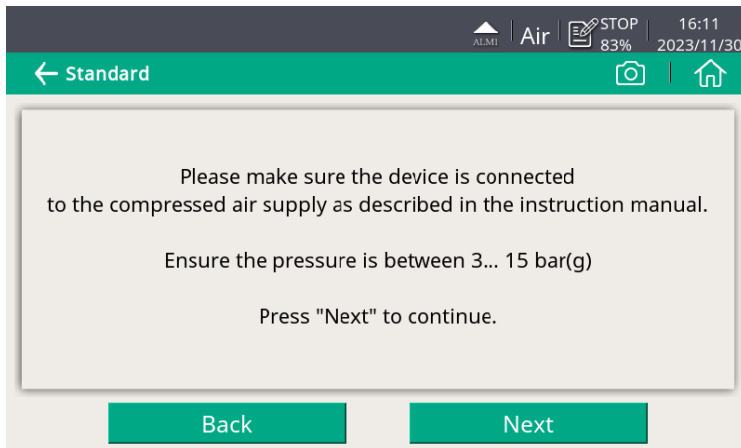 ALMI
Air
STOP
83%
16:11
2023/11/30
Standard
Please make sure the device is connected
to the compressed air supply as described in the instruction manual.
Ensure the pressure is between 3... 15 bar(g)
Press "Next" to continue.
Back
Next